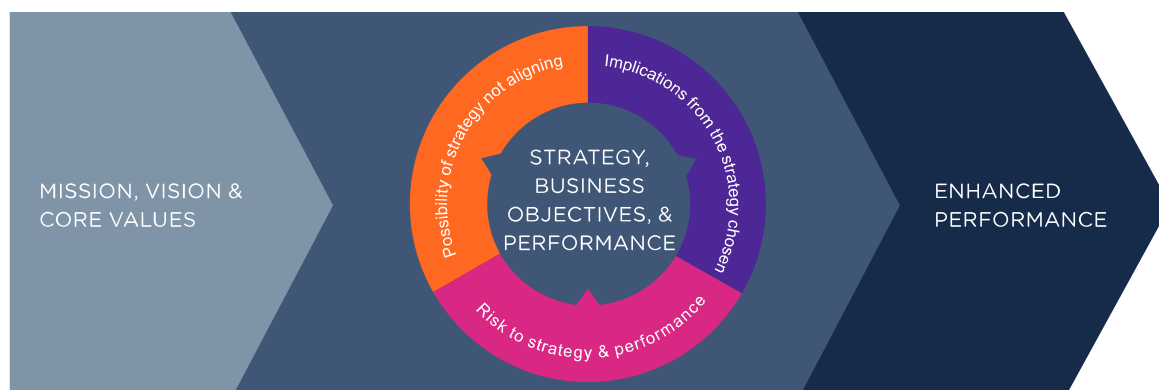 MISSION, VISION &
CORE VALUES
Possibility of strategy not aligning
Implications from the strategy chosen
Risk to strategy & performance
STRATEGY,
BUSINESS
OBJECTIVES, &
PERFORMANCE
ENHANCED
PERFORMANCE